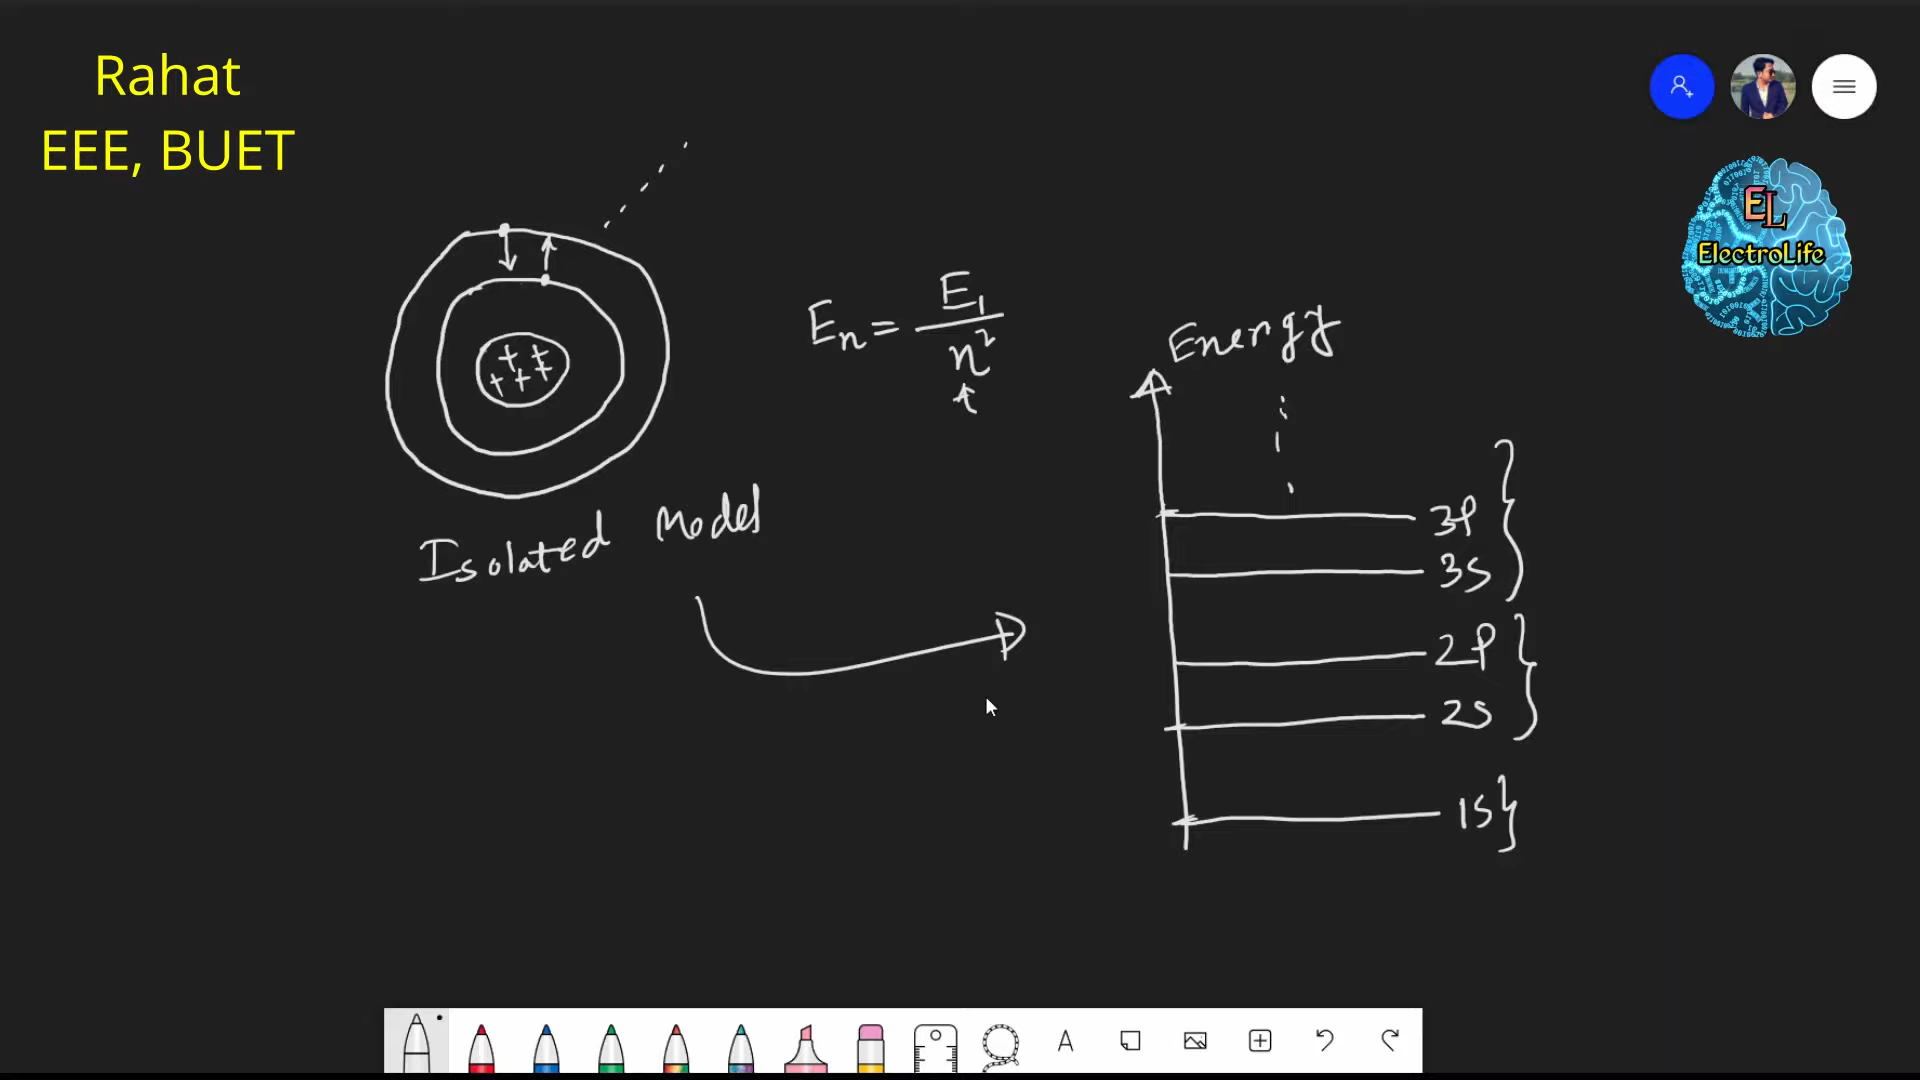 Rahat
EEE, BUET
EL
ElectroLife
+ + + + +
Eₙ = E₁ / n²
Energy
Isolated Model
3P
3S
2P
2S
1S
A